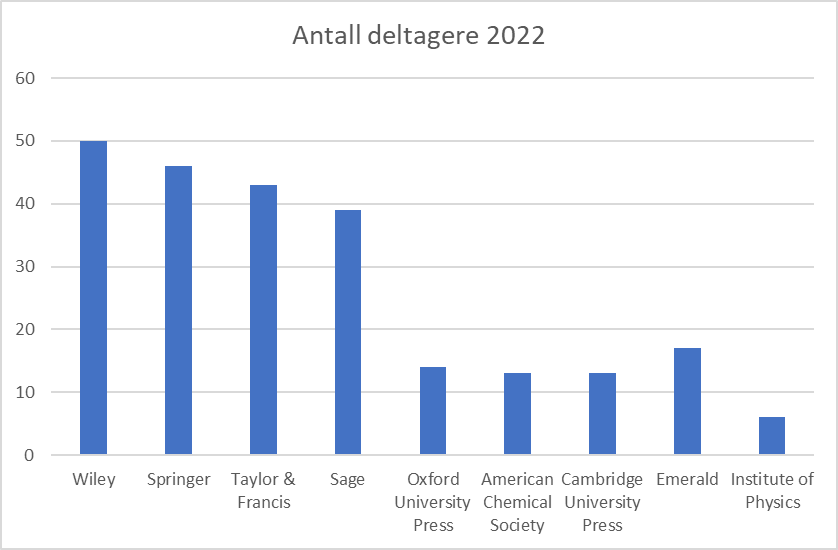 Antall deltagere 2022
60
50
40
30
20
10
0
Wiley
Springer
Taylor &
Francis
Sage
Oxford
University
Press
American
Chemical
Society
Cambridge
University
Press
Emerald
Institute of
Physics